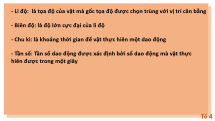 - Li độ: là tọa độ của vật mà gốc tọa độ được chọn trùng với vị trí cân bằng
- Biên độ: là độ lớn cực đại của li độ
- Chu kì: là khoảng thời gian để vật thực hiên một dao động
- Tần số: Tần số dao động được xác định bởi số dao động mà vật thực
hiên được trong một giây
Tổ 4